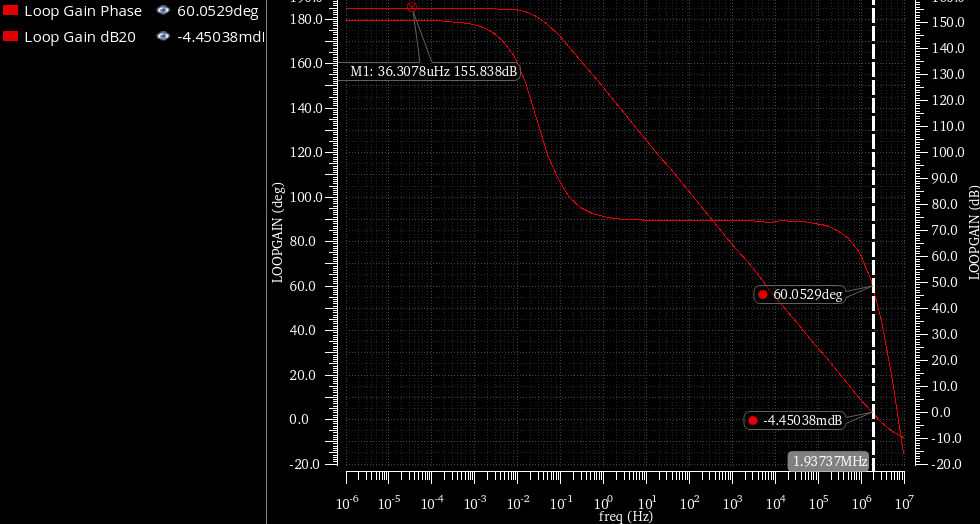 Loop Gain Phase 60.0529deg
Loop Gain dB20 -4.45038mdB
180.0
160.0
140.0
120.0
100.0
80.0
60.0
40.0
20.0
0.0
-20.0
LOOPGAIN (deg)
M1: 36.3078uHz 155.838dB
60.0529deg
-4.45038mdB
1.93737MHz
150.0
140.0
130.0
120.0
110.0
100.0
90.0
80.0
70.0
60.0
50.0
40.0
30.0
20.0
10.0
0.0
-10.0
-20.0
LOOPGAIN (dB)
10-6 10-5 10-4 10-3 10-2 10-1 100 101 102 103 104 105 106 107
freq (Hz)